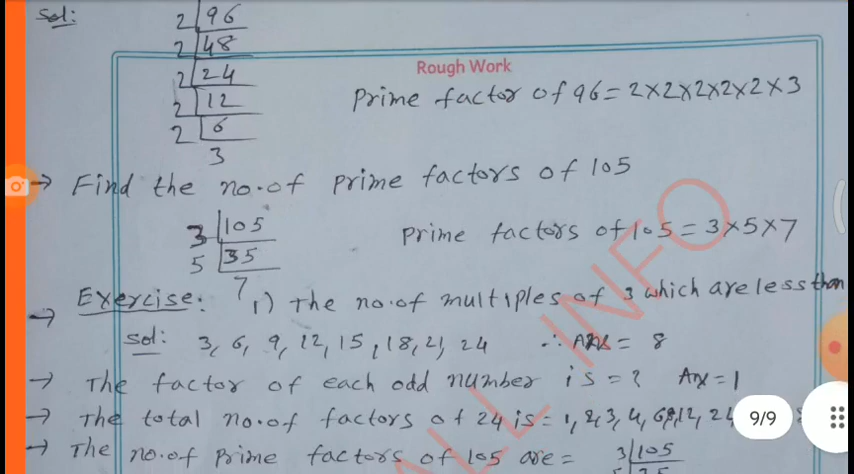 Sol:
2 | 96
2 | 48
2 | 24
2 | 12
2 | 6
3
Rough Work
Prime factor of 96 = 2×2×2×2×2×3
→ Find the no.of prime factors of 105
3 | 105
5 | 35
7
Prime factors of 105 = 3×5×7
→ Exercise: 1) The no.of multiples of 3 which are less than
Sol: 3, 6, 9, 12, 15, 18, 21, 24 ∴ Ans = 8
→ The factor of each odd number is = ? Ans = 1
→ The total no.of factors of 24 is = 1, 2, 3, 4, 6, 8, 12, 24
9/9
→ The no.of prime factors of 105 are = 3 | 105
ALL INFO